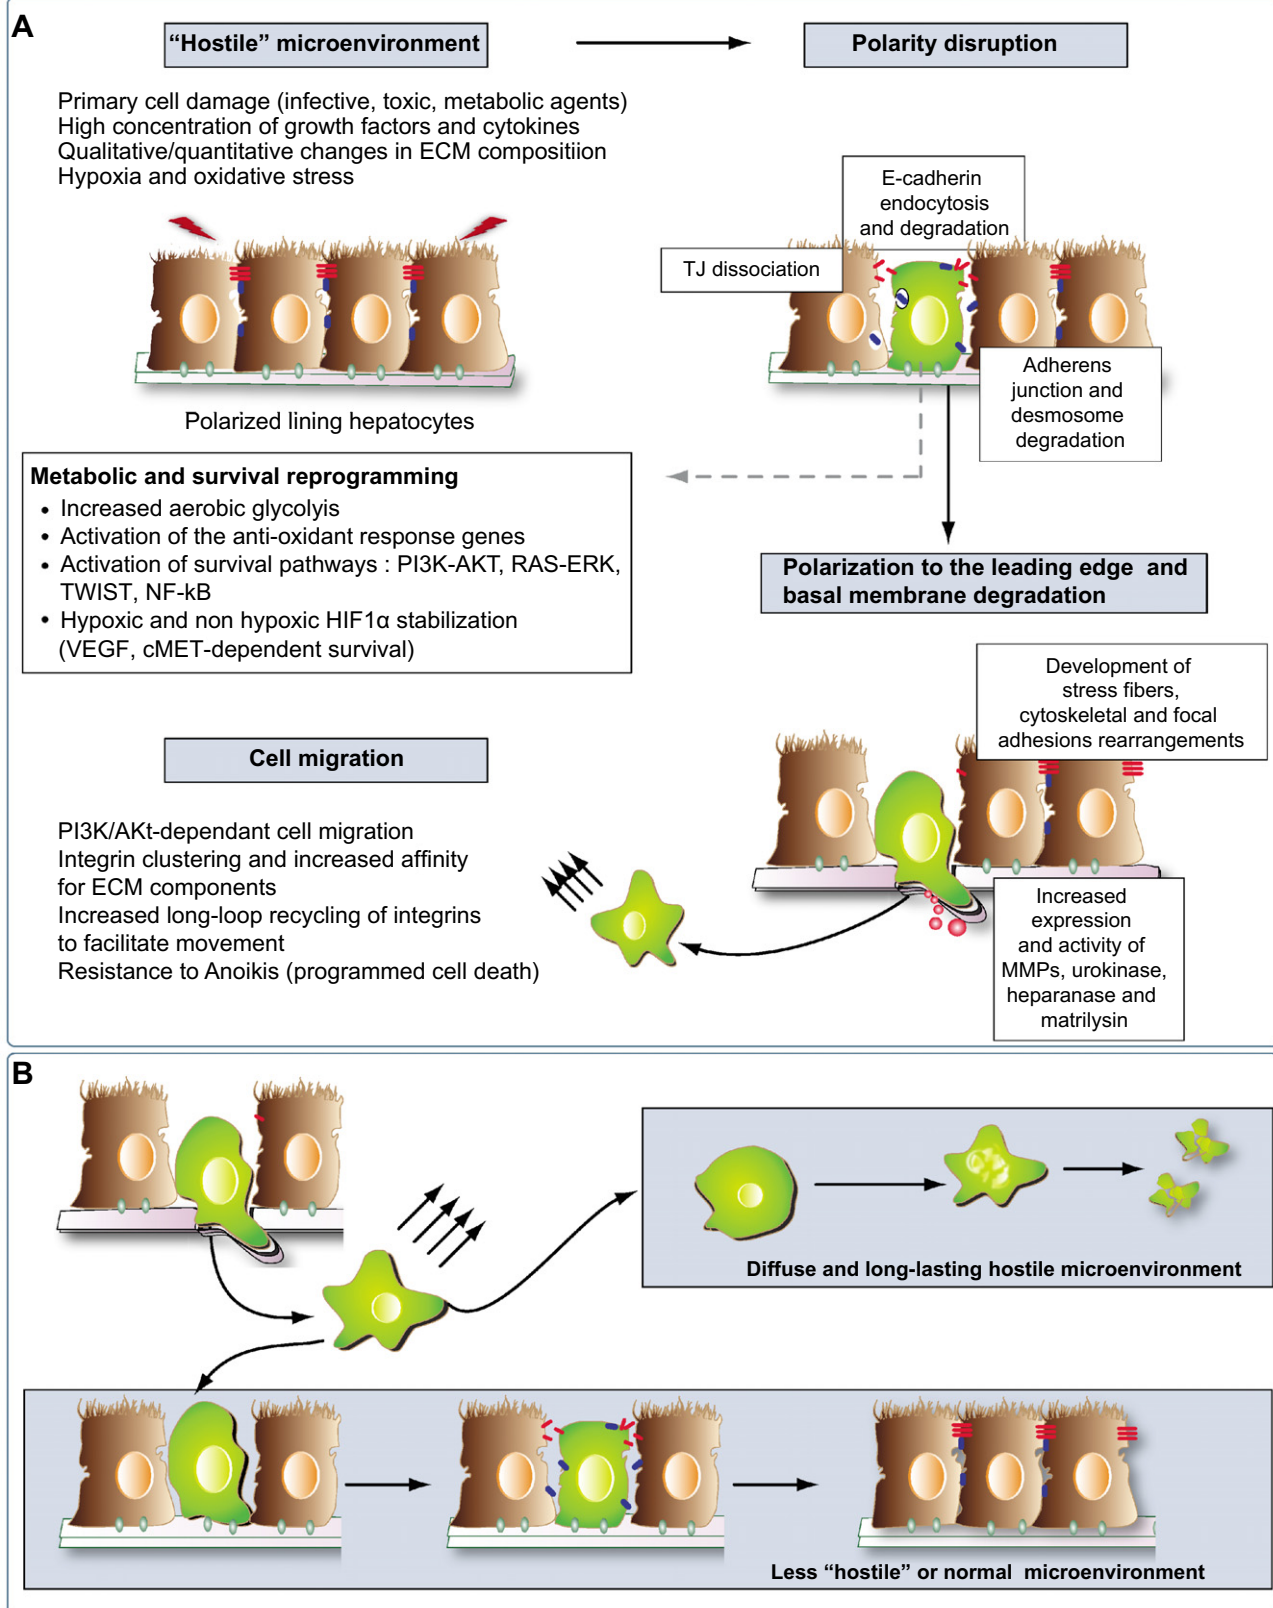 A
“Hostile” microenvironment
Polarity disruption
Primary cell damage (infective, toxic, metabolic agents)
High concentration of growth factors and cytokines
Qualitative/quantitative changes in ECM compositiion
Hypoxia and oxidative stress
E-cadherin
endocytosis
and degradation
TJ dissociation
Adherens
junction and
desmosome
degradation
Polarized lining hepatocytes
Metabolic and survival reprogramming
• Increased aerobic glycolyis
• Activation of the anti-oxidant response genes
• Activation of survival pathways : PI3K-AKT, RAS-ERK,
TWIST, NF-kB
• Hypoxic and non hypoxic HIF1α stabilization
(VEGF, cMET-dependent survival)
Polarization to the leading edge and
basal membrane degradation
Development of
stress fibers,
cytoskeletal and focal
adhesions rearrangements
Cell migration
PI3K/AKt-dependant cell migration
Integrin clustering and increased affinity
for ECM components
Increased long-loop recycling of integrins
to facilitate movement
Resistance to Anoikis (programmed cell death)
Increased
expression
and activity of
MMPs, urokinase,
heparanase and
matrilysin
B
Diffuse and long-lasting hostile microenvironment
Less “hostile” or normal microenvironment